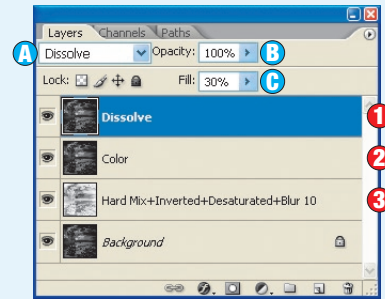 Layers Channels Paths
A Dissolve Opacity: 100% B
Lock: Fill: 30% C
Dissolve 1
Color 2
Hard Mix+Inverted+Desaturated+Blur 10 3
Background